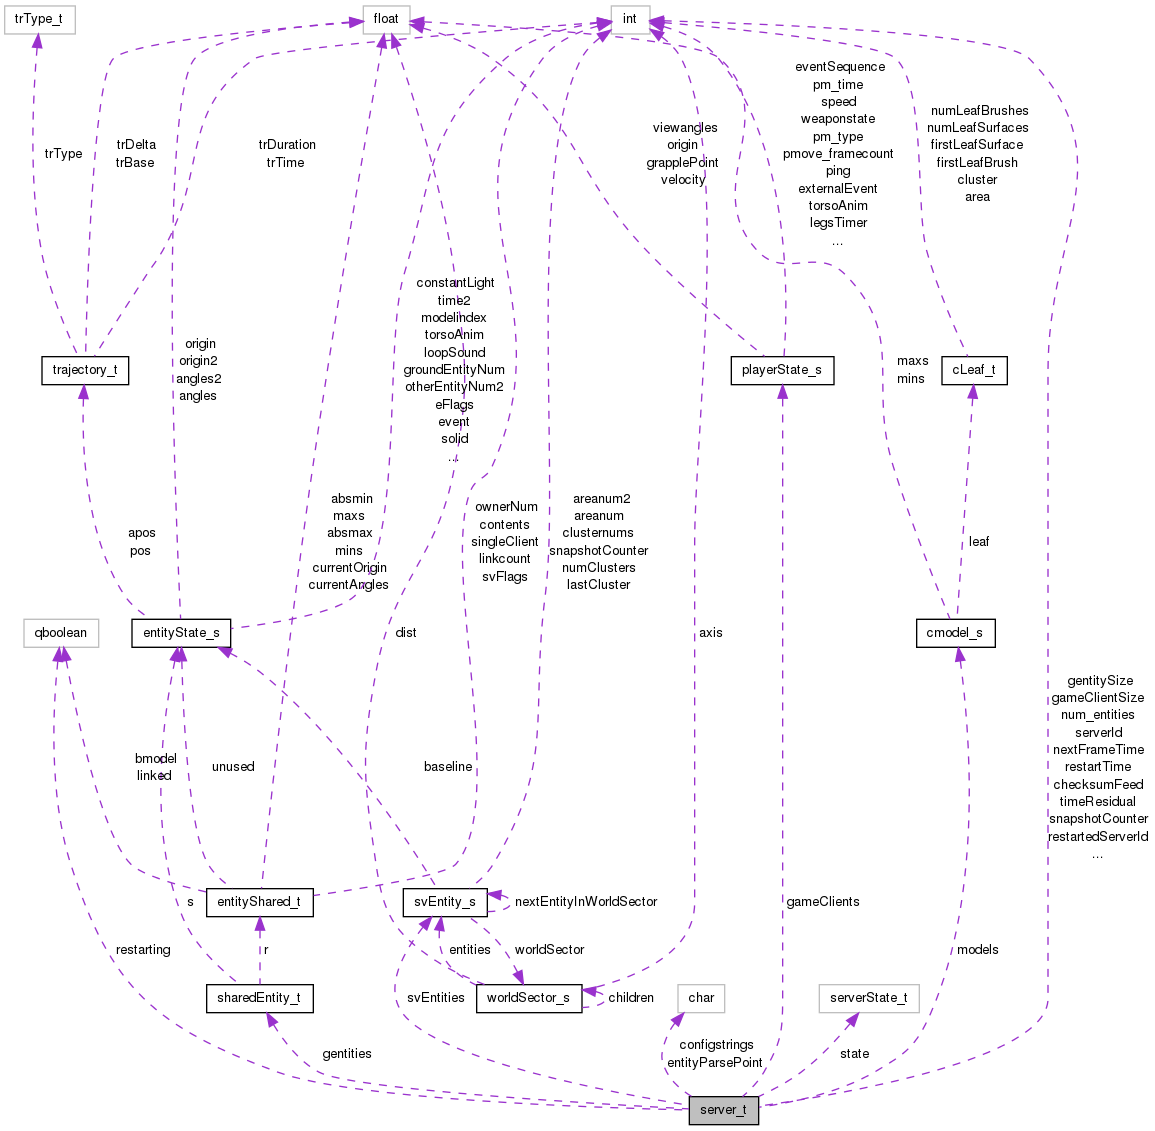 trType_t
float
int
eventSequence
pm_time
speed
weaponstate
pm_type
pmove_framecount
ping
externalEvent
torsoAnim
legsTimer
...
numLeafBrushes
numLeafSurfaces
firstLeafSurface
firstLeafBrush
cluster
area
viewangles
origin
grapplePoint
velocity
trType
trDelta
trBase
trDuration
trTime
constantLight
time2
modelindex
torsoAnim
loopSound
groundEntityNum
otherEntityNum2
eFlags
event
solid
...
origin
origin2
angles2
angles
trajectory_t
playerState_s
maxs
mins
cLeaf_t
absmin
maxs
absmax
mins
currentOrigin
currentAngles
ownerNum
contents
singleClient
linkcount
svFlags
areanum2
areanum
clusternums
snapshotCounter
numClusters
lastCluster
apos
pos
leaf
qboolean
entityState_s
dist
axis
cmodel_s
gentitySize
gameClientSize
num_entities
serverId
nextFrameTime
restartTime
checksumFeed
timeResidual
snapshotCounter
restartedServerId
...
bmodel
linked
unused
baseline
s
entityShared_t
svEntity_s
nextEntityInWorldSector
gameClients
restarting
r
entities
worldSector
models
sharedEntity_t
svEntities
worldSector_s
children
char
serverState_t
gentities
configstrings
entityParsePoint
state
server_t